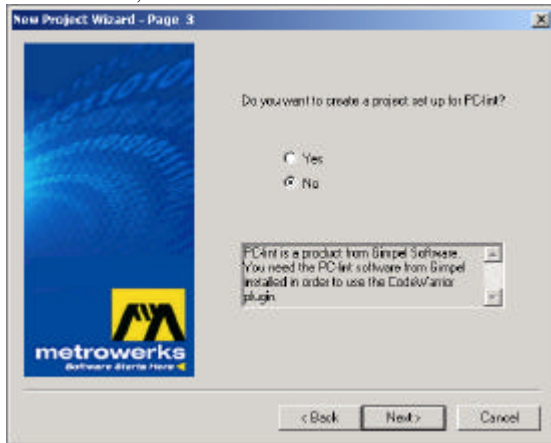 New Project Wizard - Page 3
Do you want to create a project set up for PC-lint?
Yes
No
PC-lint is a product from Gimpel Software.
You need the PC-lint software from Gimpel
installed in order to use the CodeWarrior
plugin.
metrowerks
Software Starts Here
< Back
Next >
Cancel